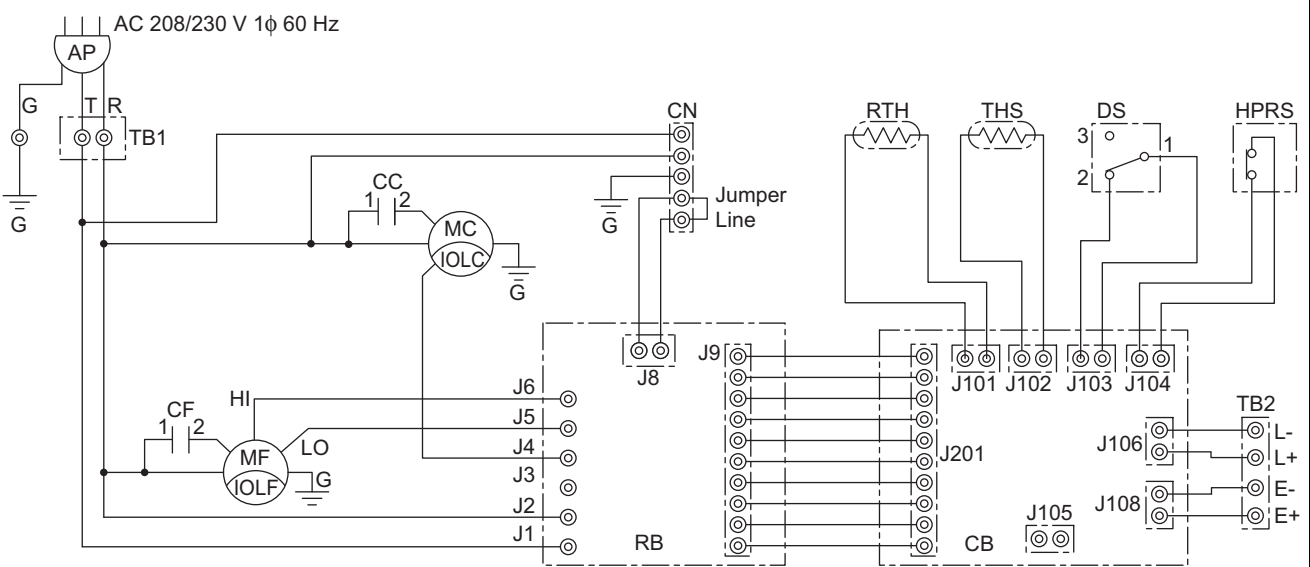 AC 208/230 V 1ϕ 60 Hz
AP
G
T R
TB1
G
CN
Jumper
Line
G
CC
1 2
MC
IOLC
G
RTH
THS
DS
3
1
2
HPRS
J8
J9
J6
J5
J4
J3
J2
J1
HI
LO
CF
1 2
MF
IOLF
G
RB
J101
J102
J103
J104
J201
J106
J108
J105
CB
TB2
L-
L+
E-
E+